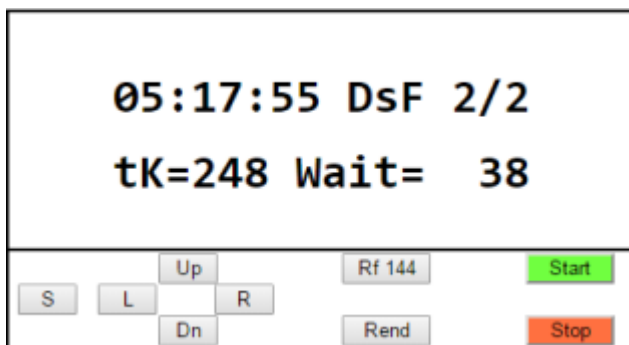 05:17:55 DsF 2/2
tK=248 Wait=  38
Up Rf 144 Start
S L R
Dn Rend Stop